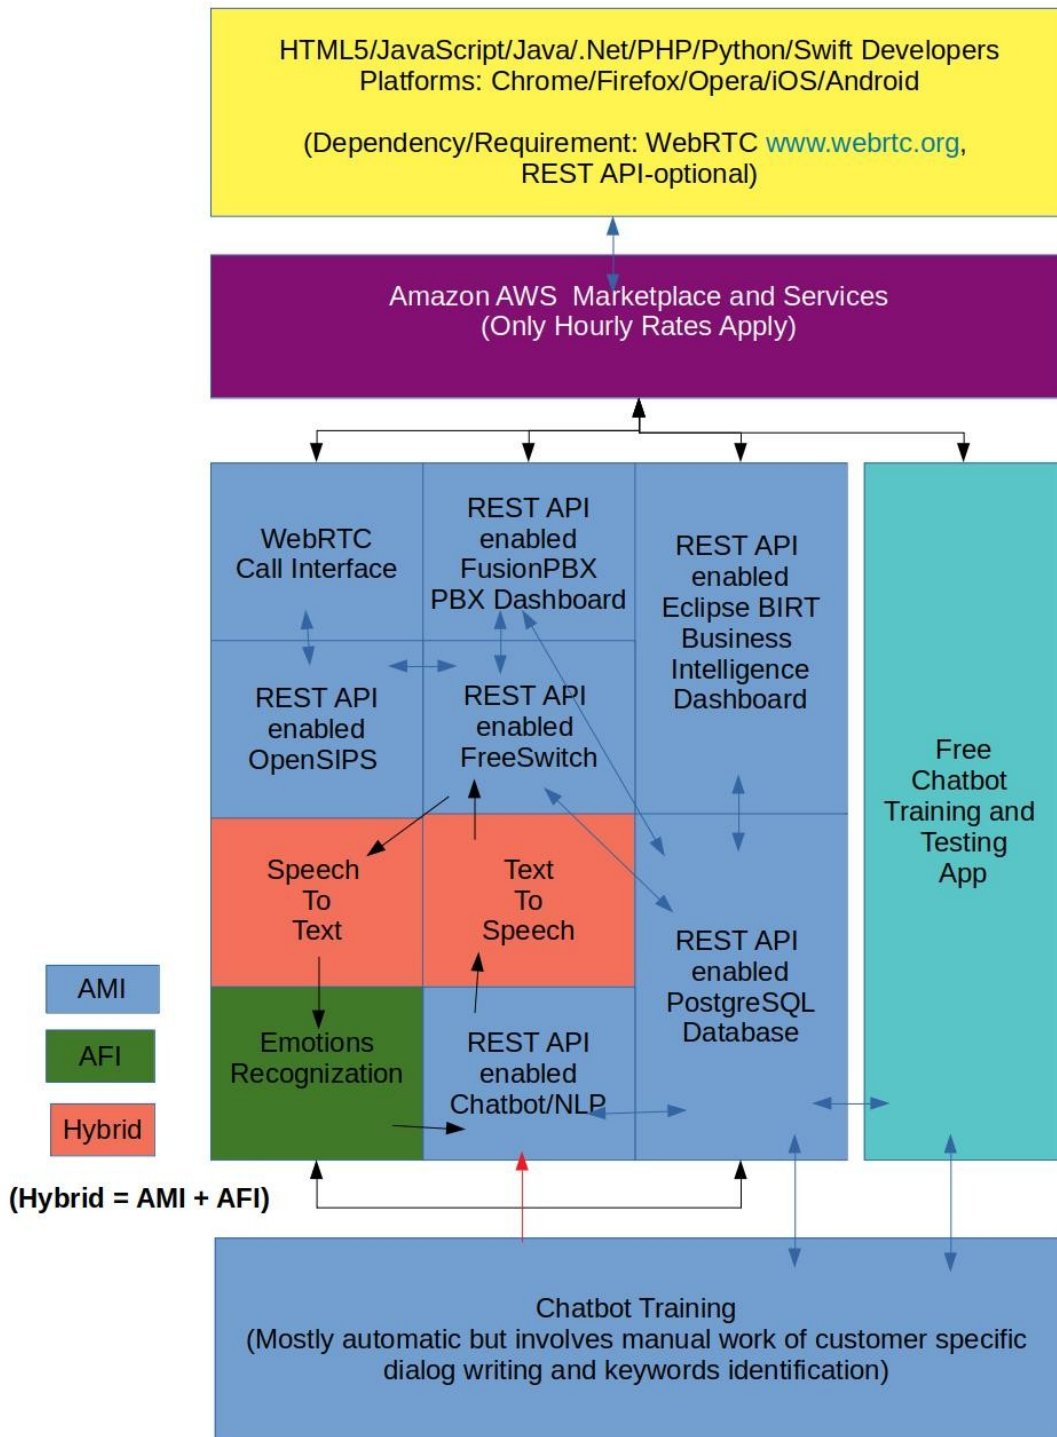 HTML5/JavaScript/Java/.Net/PHP/Python/Swift Developers
Platforms: Chrome/Firefox/Opera/iOS/Android
(Dependency/Requirement: WebRTC www.webrtc.org,
REST API-optional)
Amazon AWS  Marketplace and Services
(Only Hourly Rates Apply)
WebRTC
Call Interface
REST API
enabled
FusionPBX
PBX Dashboard
REST API
enabled
Eclipse BIRT
Business
Intelligence
Dashboard
REST API
enabled
OpenSIPS
REST API
enabled
FreeSwitch
Free
Chatbot
Training and
Testing
App
Speech
To
Text
Text
To
Speech
REST API
enabled
PostgreSQL
Database
Emotions
Recognization
REST API
enabled
Chatbot/NLP
AMI
AFI
Hybrid
(Hybrid = AMI + AFI)
Chatbot Training
(Mostly automatic but involves manual work of customer specific
dialog writing and keywords identification)